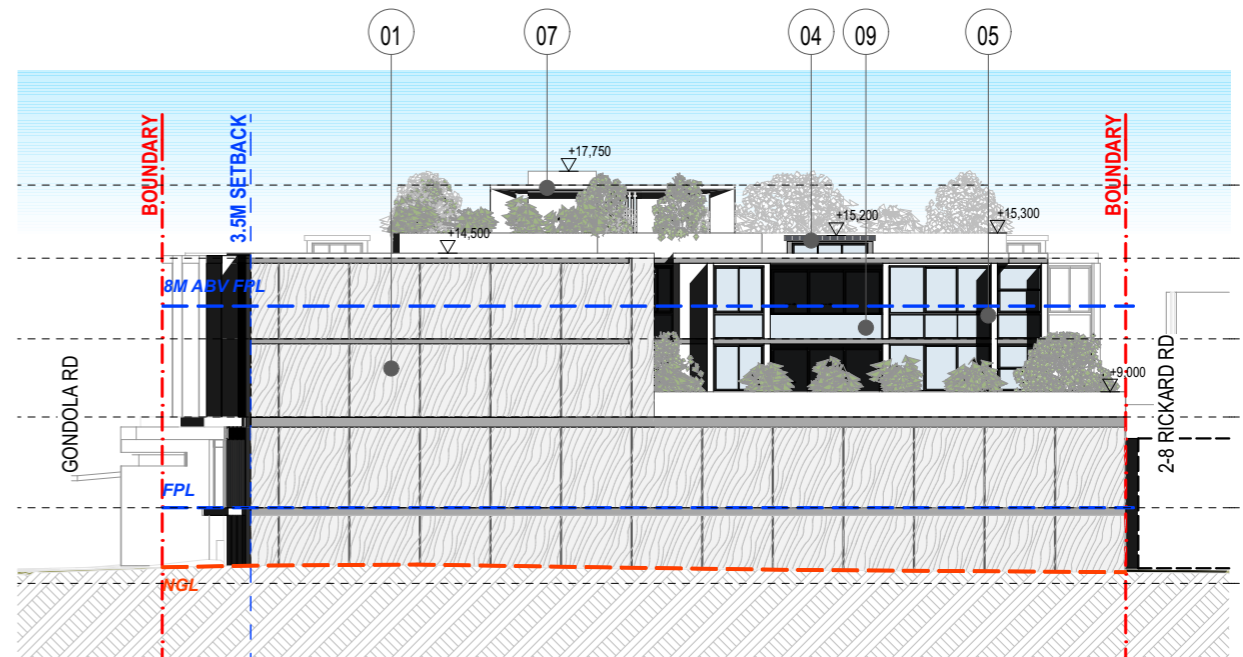 01
07
04
09
05
BOUNDARY
3.5M SETBACK
BOUNDARY
+17,750
+15,200
+15,300
+14,500
8M ABV FPL
+9,000
GONDOLA RD
2-8 RICKARD RD
FPL
NGL